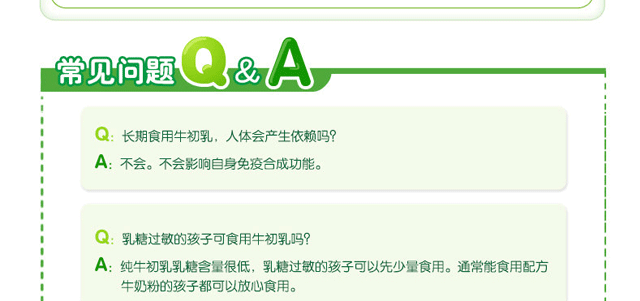 常见问题Q&A
Q: 长期食用牛初乳，人体会产生依赖吗?
A: 不会。不会影响自身免疫合成功能。
Q: 乳糖过敏的孩子可食用牛初乳吗?
A: 纯牛初乳乳糖含量很低，乳糖过敏的孩子可以先少量食用。通常能食用配方
牛奶粉的孩子都可以放心食用。